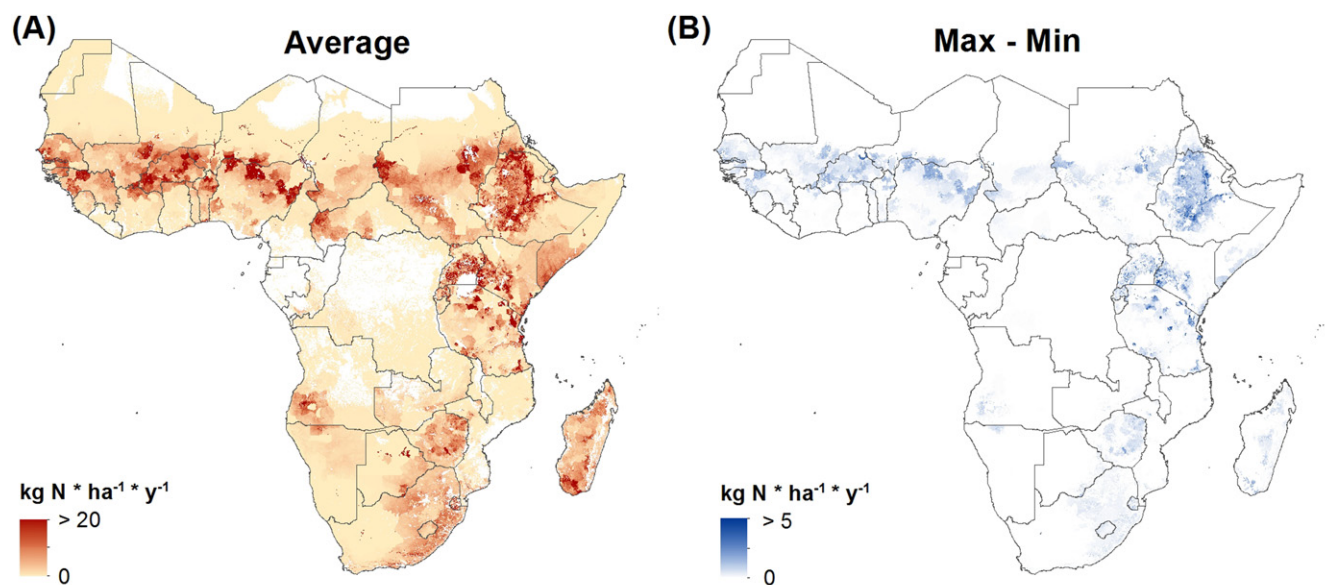 (A)
Average
kg N * ha⁻¹ * y⁻¹
> 20
0
(B)
Max - Min
kg N * ha⁻¹ * y⁻¹
> 5
0